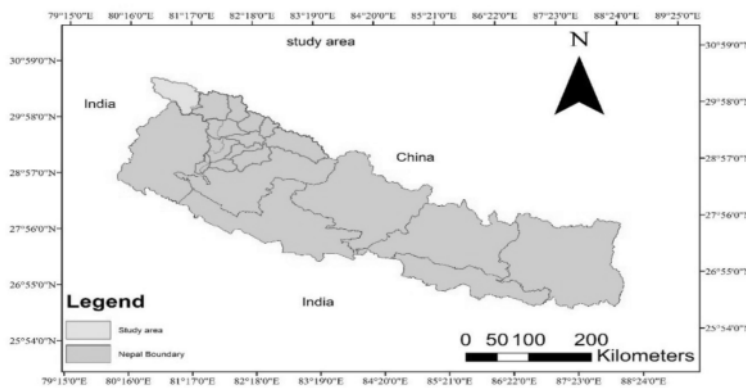 79°15'0"E 80°16'0"E 81°17'0"E 82°18'0"E 83°19'0"E 84°20'0"E 85°21'0"E 86°22'0"E 87°23'0"E 88°24'0"E
study area
N
30°59'0"N 30°59'0"N
India
29°58'0"N 29°58'0"N
China
28°57'0"N 28°57'0"N
27°56'0"N 27°56'0"N
26°55'0"N 26°55'0"N
India
Legend
Study area
25°54'0"N 25°54'0"N
Nepal Boundary
0 50 100 200
Kilometers
79°15'0"E 80°16'0"E 81°17'0"E 82°18'0"E 83°19'0"E 84°20'0"E 85°21'0"E 86°22'0"E 87°23'0"E 88°24'0"E